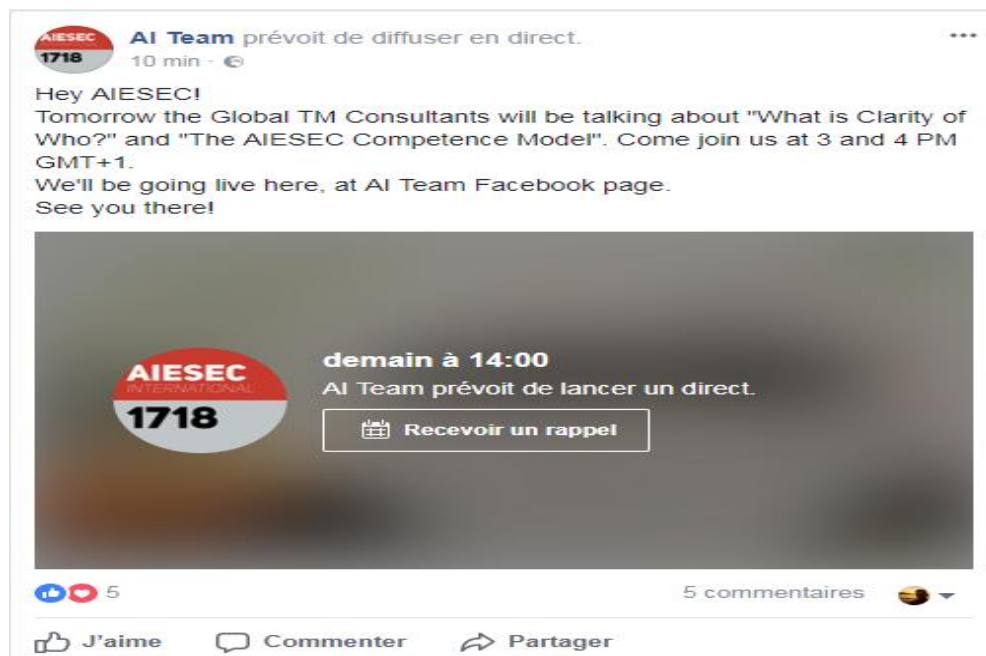 AIESEC
1718
AI Team prévoit de diffuser en direct.
10 min ·
Hey AIESEC!
Tomorrow the Global TM Consultants will be talking about "What is Clarity of
Who?" and "The AIESEC Competence Model". Come join us at 3 and 4 PM
GMT+1.
We'll be going live here, at AI Team Facebook page.
See you there!
AIESEC
INTERNATIONAL
1718
demain à 14:00
AI Team prévoit de lancer un direct.
Recevoir un rappel
5
5 commentaires
J'aime
Commenter
Partager